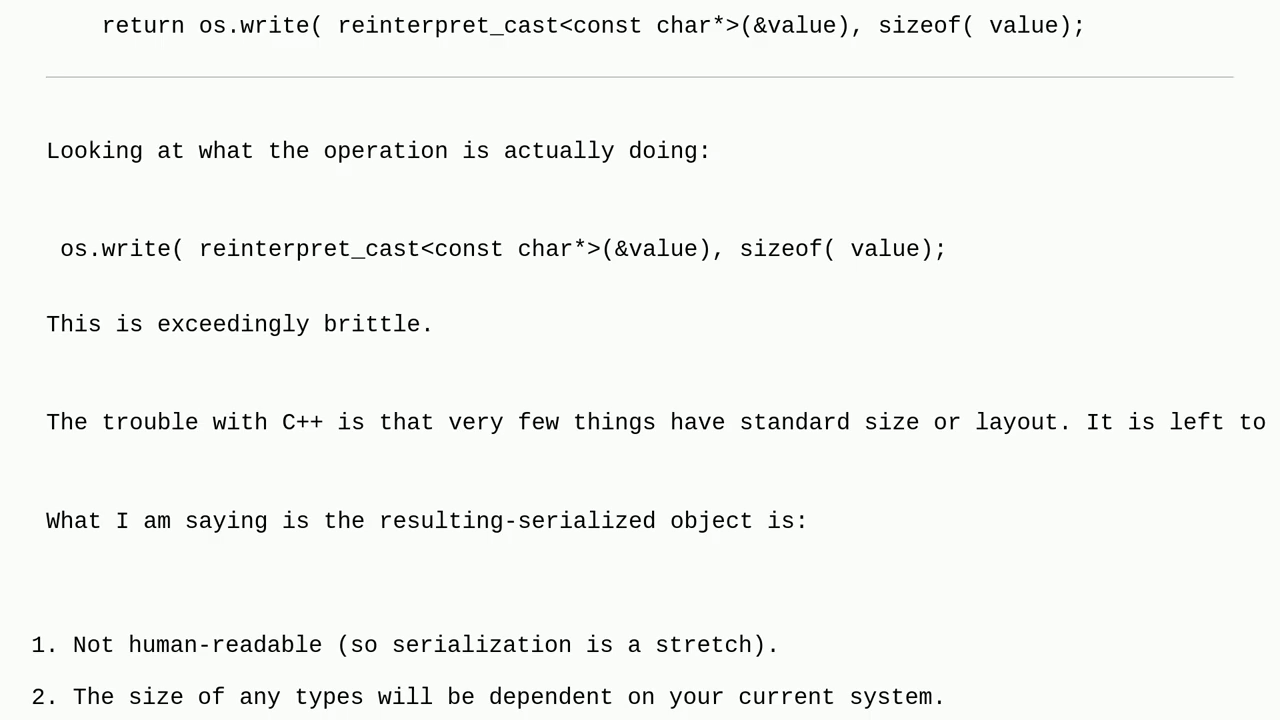 return os.write( reinterpret_cast<const char*>(&value), sizeof( value);
Looking at what the operation is actually doing:
os.write( reinterpret_cast<const char*>(&value), sizeof( value);
This is exceedingly brittle.
The trouble with C++ is that very few things have standard size or layout. It is left to
What I am saying is the resulting-serialized object is:
1. Not human-readable (so serialization is a stretch).
2. The size of any types will be dependent on your current system.